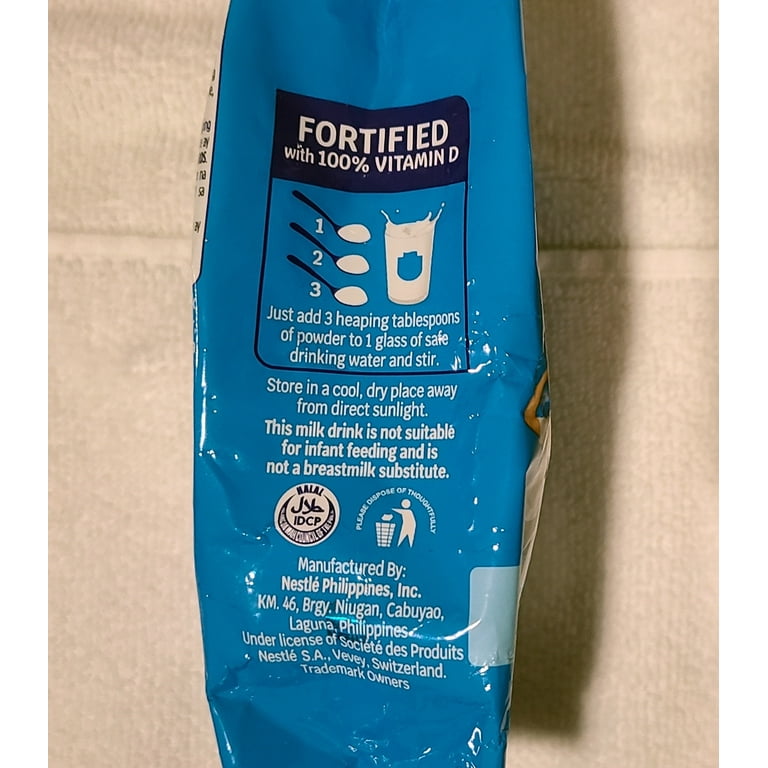 FORTIFIED
with 100% VITAMIN D
1
2
3
Just add 3 heaping tablespoons
of powder to 1 glass of safe
drinking water and stir.
Store in a cool, dry place away
from direct sunlight.
This milk drink is not suitable
for infant feeding and is
not a breastmilk substitute.
HALAL
حلال
IDCP
PLEASE DISPOSE OF THOUGHTFULLY
Manufactured By:
Nestlé Philippines, Inc.
KM. 46, Brgy. Niugan, Cabuyao,
Laguna, Philippines
Under license of Société des Produits
Nestlé S.A., Vevey, Switzerland.
Trademark Owners